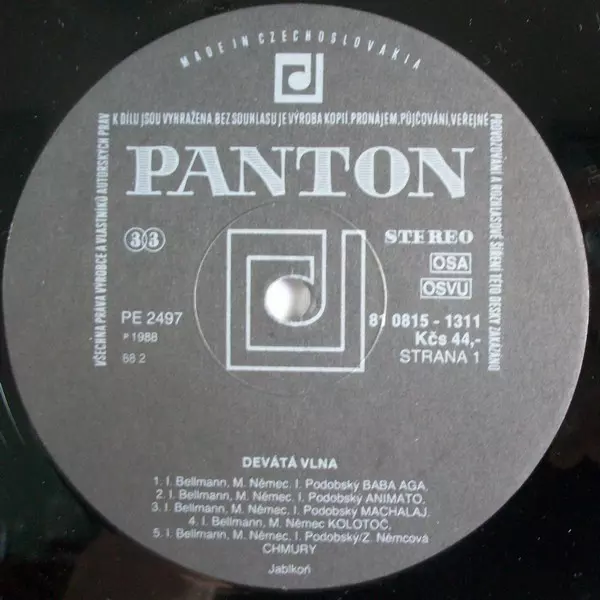 MADE IN CZECHOSLOVAKIA
VŠECHNA PRÁVA VÝROBCE A VLASTNÍKŮ AUTORSKÝCH PRÁV
K DÍLU JSOU VYHRAŽENA. BEZ SOUHLASU JE VÝROBA KOPIÍ, PRONÁJEM, PŮJČOVÁNÍ, VEŘEJNÉ
PROVOZOVÁNÍ A ROZHLASOVÉ ŠÍŘENÍ TÉTO DESKY ZAKÁZÁNO
PANTON
33
STEREO
OSA
OSVU
PE 2497
81 0815 - 1311
℗ 1988
Kčs 44,-
68 2
STRANA 1
DEVÁTÁ VLNA
1. I. Bellmann, M. Němec, I. Podobský BABA AGA,
2. I. Bellmann, M. Němec, I. Podobský ANIMATO,
3. I. Bellmann, M. Němec, I. Podobský MACHALAJ,
4. I. Bellmann, M. Němec KOLOTOČ,
5. I. Bellmann, M. Němec, I. Podobský/Z. Němcová
CHMURY
Jablkoň